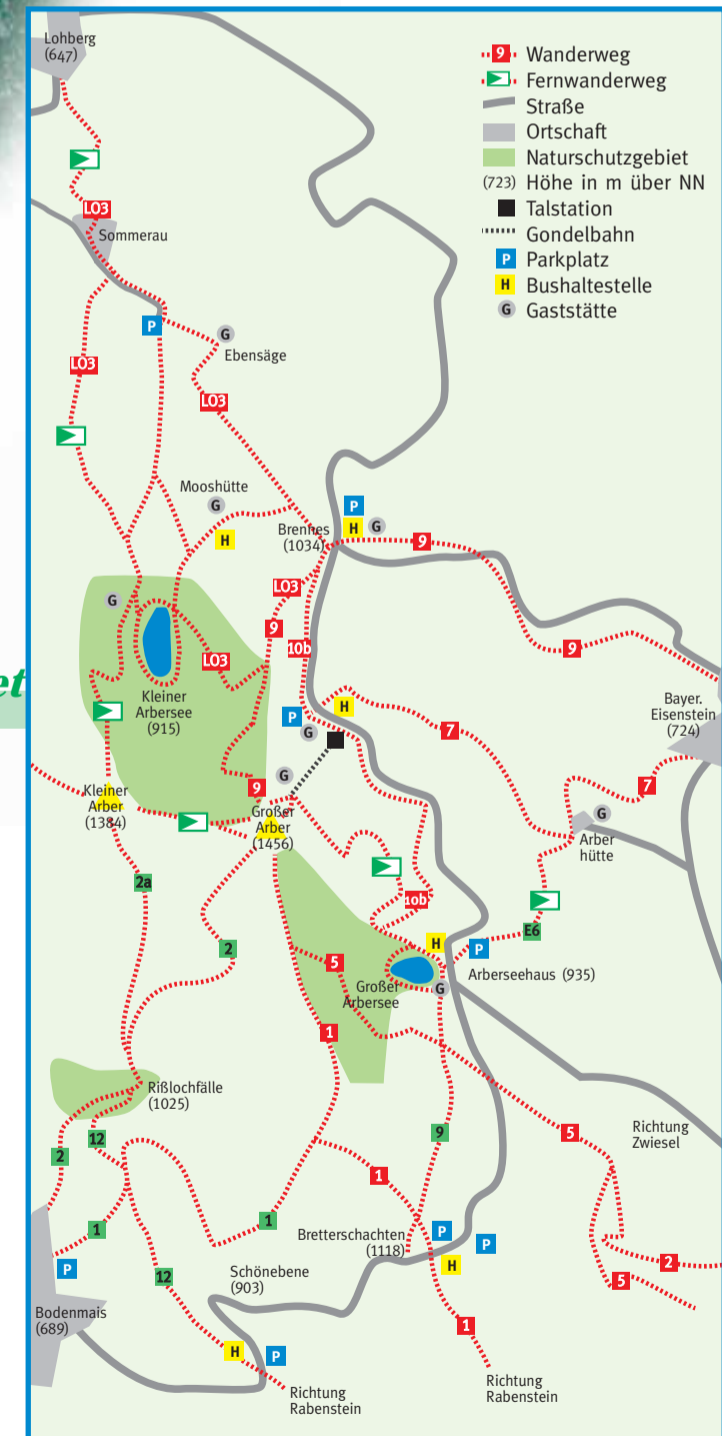 Lohberg
(647)
9 Wanderweg
Fernwanderweg
Straße
Ortschaft
Naturschutzgebiet
(723) Höhe in m über NN
Talstation
Gondelbahn
P Parkplatz
H Bushaltestelle
G Gaststätte
LO3
Sommerau
P
G
Ebensäge
LO3
LO3
Mooshütte
G
H
P
H
G
Brennes
(1034)
9
G
LO3
9
10b
LO3
9
Kleiner
Arbersee
(915)
et
Bayer.
Eisenstein
(724)
P
H
G
7
7
G
Kleiner
Arber
(1384)
9
Großer
Arber
(1456)
G
Arber
hütte
2a
10b
E6
2
5
H
P
Arberseehaus (935)
Großer
Arbersee
G
1
Rißlochfälle
(1025)
12
2
9
5
Richtung
Zwiesel
1
1
1
Bretterschachten
(1118)
P
P
H
2
5
P
12
Schönebene
(903)
Bodenmais
(689)
H
P
1
Richtung
Rabenstein
Richtung
Rabenstein